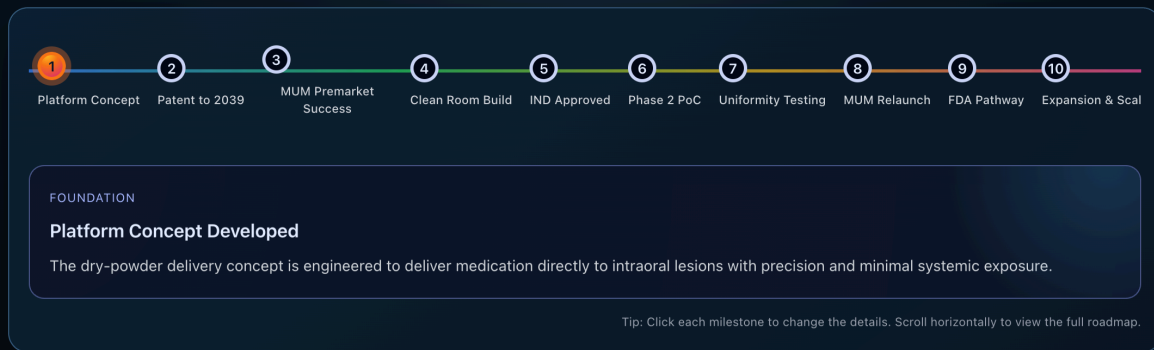 1
2
3
4
5
6
7
8
9
10
Platform Concept
Patent to 2039
MUM Premarket
Success
Clean Room Build
IND Approved
Phase 2 PoC
Uniformity Testing
MUM Relaunch
FDA Pathway
Expansion & Scal
FOUNDATION
Platform Concept Developed
The dry-powder delivery concept is engineered to deliver medication directly to intraoral lesions with precision and minimal systemic exposure.
Tip: Click each milestone to change the details. Scroll horizontally to view the full roadmap.